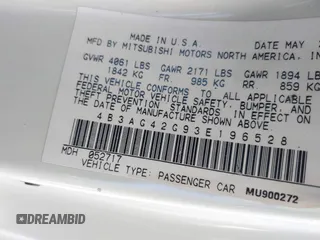 MADE IN U.S.A. DATE MAY
BY MITSUBISHI MOTORS NORTH AMERICA, IN
GVWR 4061 LBS GAWR 2171 LBS GAWR 1894 LB
1842 KG FR 985 KG RR 859 KG
THIS VEHICLE CONFORMS TO ALL APPLICABLE
FEDERAL MOTOR VEHICLE SAFETY, BUMPER, AND
THEFT PREVENTION STANDARDS IN EFFECT ON THE
DATE OF MANUFACTURE SHOWN ABOVE.
4B3AG42G93E196528
MDH 052717
VEHICLE TYPE: PASSENGER CAR MU900272
DREAMBID